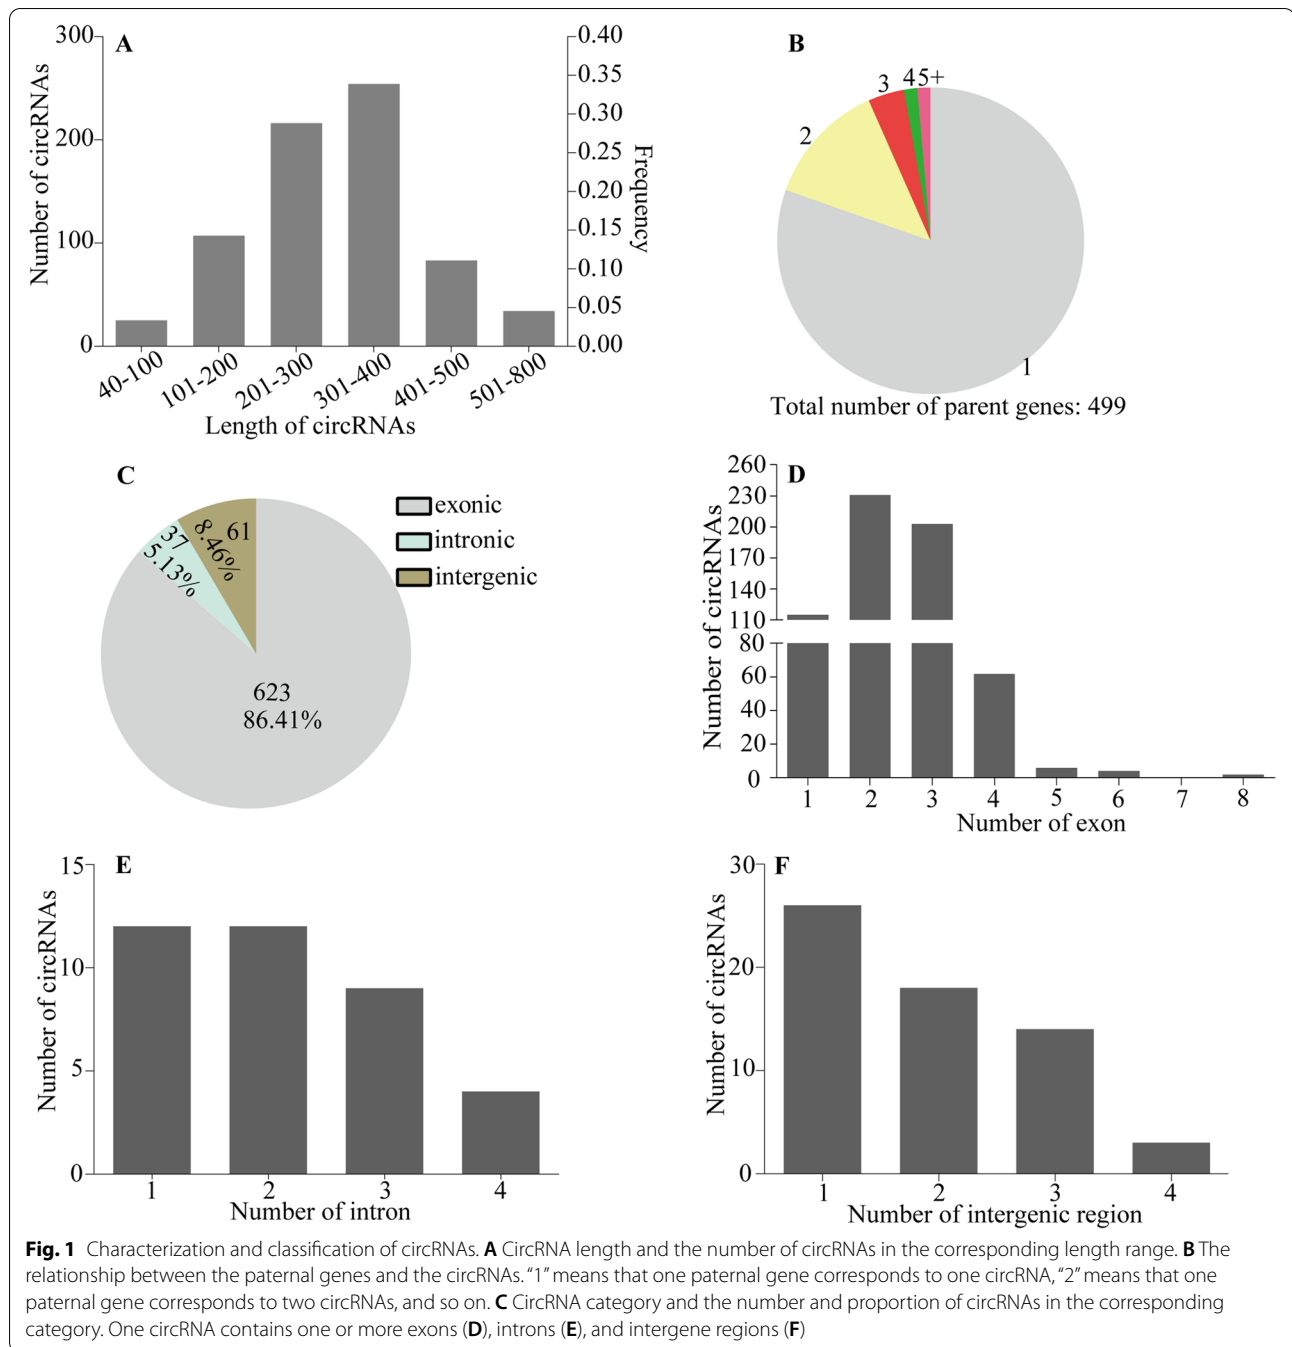 A
300
200
100
0
Number of circRNAs
0.40
0.35
0.30
0.25
0.20
0.15
0.10
0.05
0.00
Frequency
40-100
101-200
201-300
301-400
401-500
501-800
Length of circRNAs
B
1
2
3
4
5+
Total number of parent genes: 499
C
37
5.13%
61
8.46%
623
86.41%
exonic
intronic
intergenic
D
260
230
200
170
140
110
80
60
40
20
0
Number of circRNAs
1 2 3 4 5 6 7 8
Number of exon
E
15
10
5
0
Number of circRNAs
1 2 3 4
Number of intron
F
30
20
10
0
Number of circRNAs
1 2 3 4
Number of intergenic region
Fig. 1 Characterization and classification of circRNAs. A CircRNA length and the number of circRNAs in the corresponding length range. B The
relationship between the paternal genes and the circRNAs. “1” means that one paternal gene corresponds to one circRNA, “2” means that one
paternal gene corresponds to two circRNAs, and so on. C CircRNA category and the number and proportion of circRNAs in the corresponding
category. One circRNA contains one or more exons (D), introns (E), and intergene regions (F)